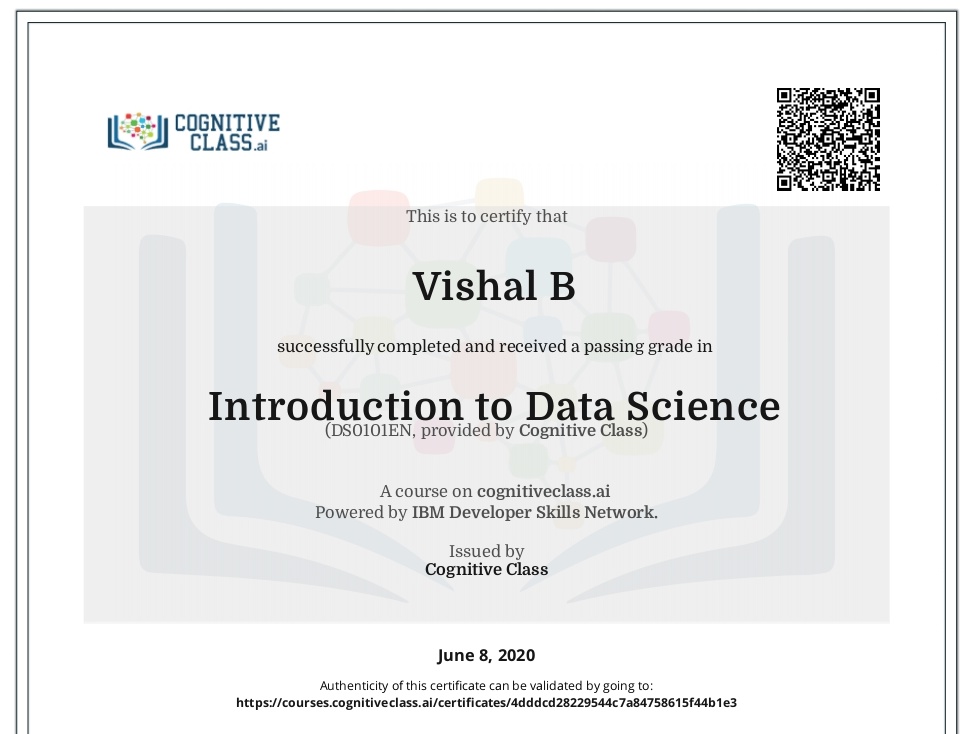 COGNITIVE
CLASS.ai
This is to certify that
Vishal B
successfully completed and received a passing grade in
Introduction to Data Science
(DS0101EN, provided by Cognitive Class)
A course on cognitiveclass.ai
Powered by IBM Developer Skills Network.
Issued by
Cognitive Class
June 8, 2020
Authenticity of this certificate can be validated by going to:
https://courses.cognitiveclass.ai/certificates/4dddcd28229544c7a84758615f44b1e3